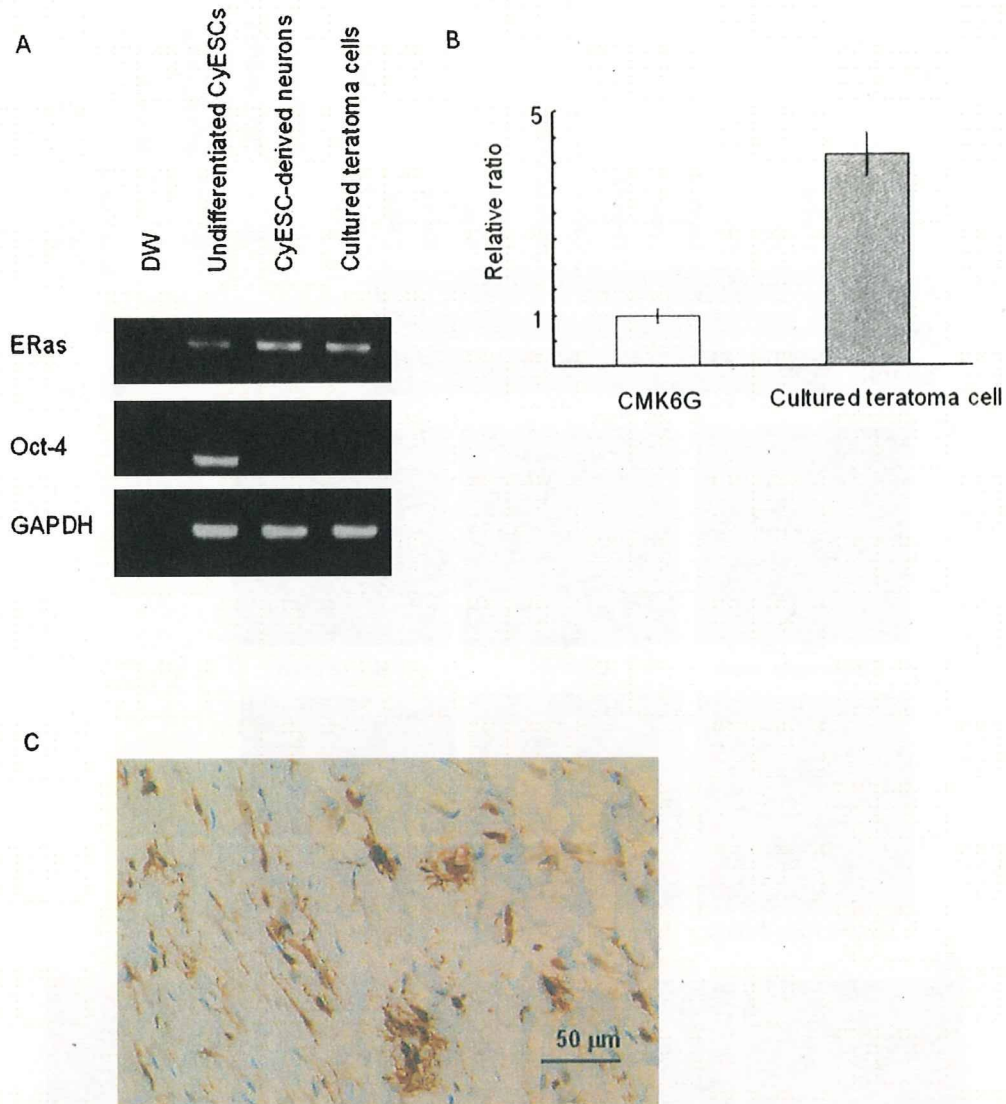 A
DW
Undifferentiated CyESCs
CyESC-derived neurons
Cultured teratoma cells
ERas
Oct-4
GAPDH
B
Relative ratio
5
1
CMK6G
Cultured teratoma cell
C
50 μm